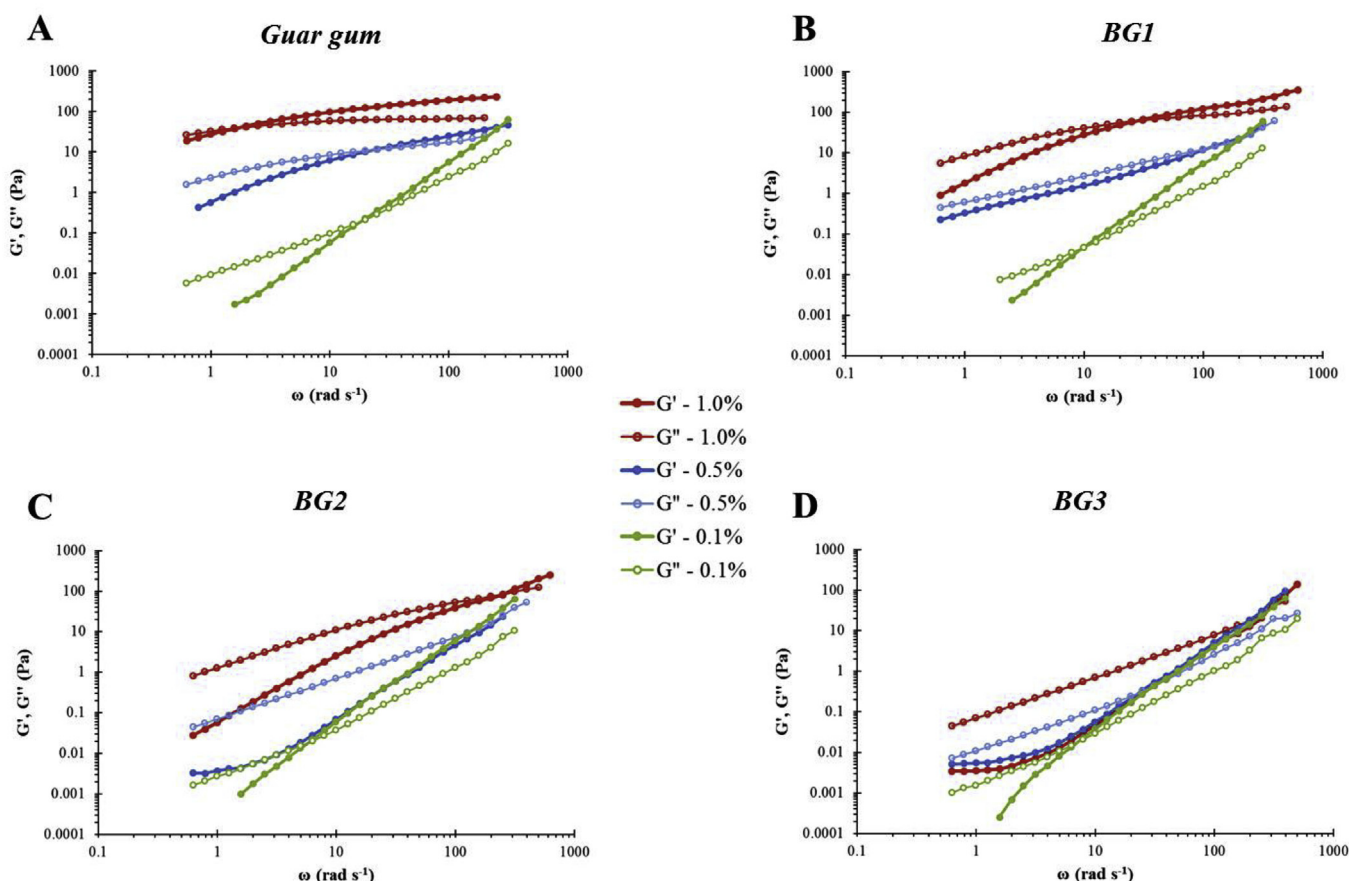 A
Guar gum
1000
100
10
1
0.1
0.01
0.001
0.0001
G', G'' (Pa)
0.1 1 10 100 1000
ω (rad s⁻¹)
B
BG1
1000
100
10
1
0.1
0.01
0.001
0.0001
G', G'' (Pa)
0.1 1 10 100 1000
ω (rad s⁻¹)
G' - 1.0%
G'' - 1.0%
G' - 0.5%
G'' - 0.5%
G' - 0.1%
G'' - 0.1%
C
BG2
1000
100
10
1
0.1
0.01
0.001
0.0001
G', G'' (Pa)
0.1 1 10 100 1000
ω (rad s⁻¹)
D
BG3
1000
100
10
1
0.1
0.01
0.001
0.0001
G', G'' (Pa)
0.1 1 10 100 1000
ω (rad s⁻¹)